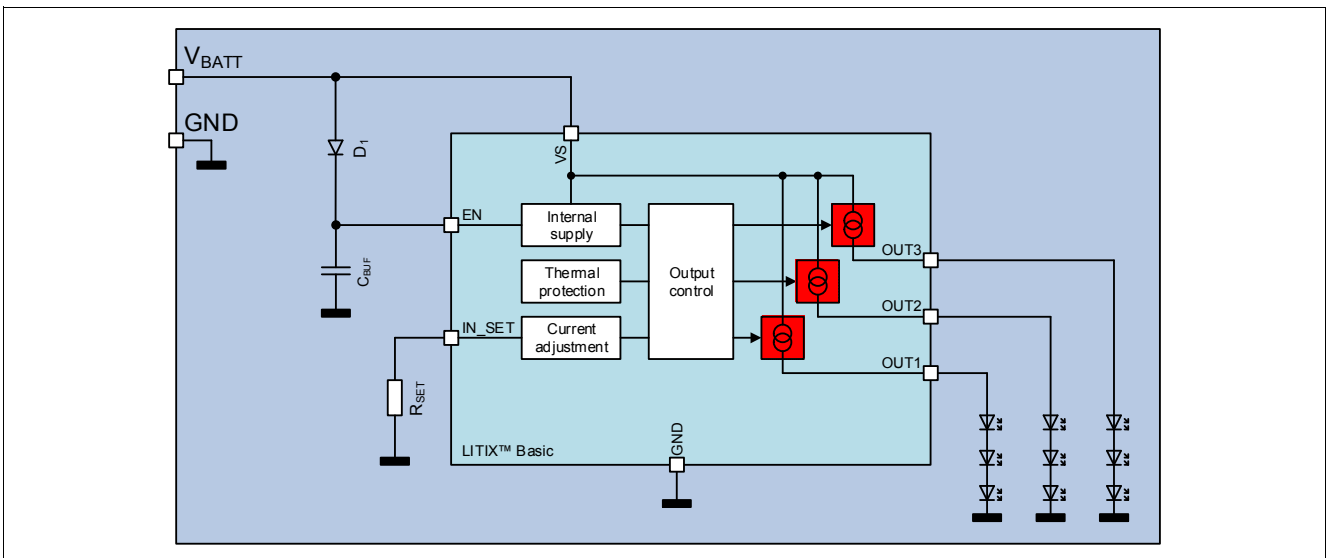 VBATT
GND
D1
CBUF
VS
EN
Internal
supply
Thermal
protection
Output
control
IN_SET
Current
adjustment
RSET
OUT3
OUT2
OUT1
LITIX™ Basic
GND